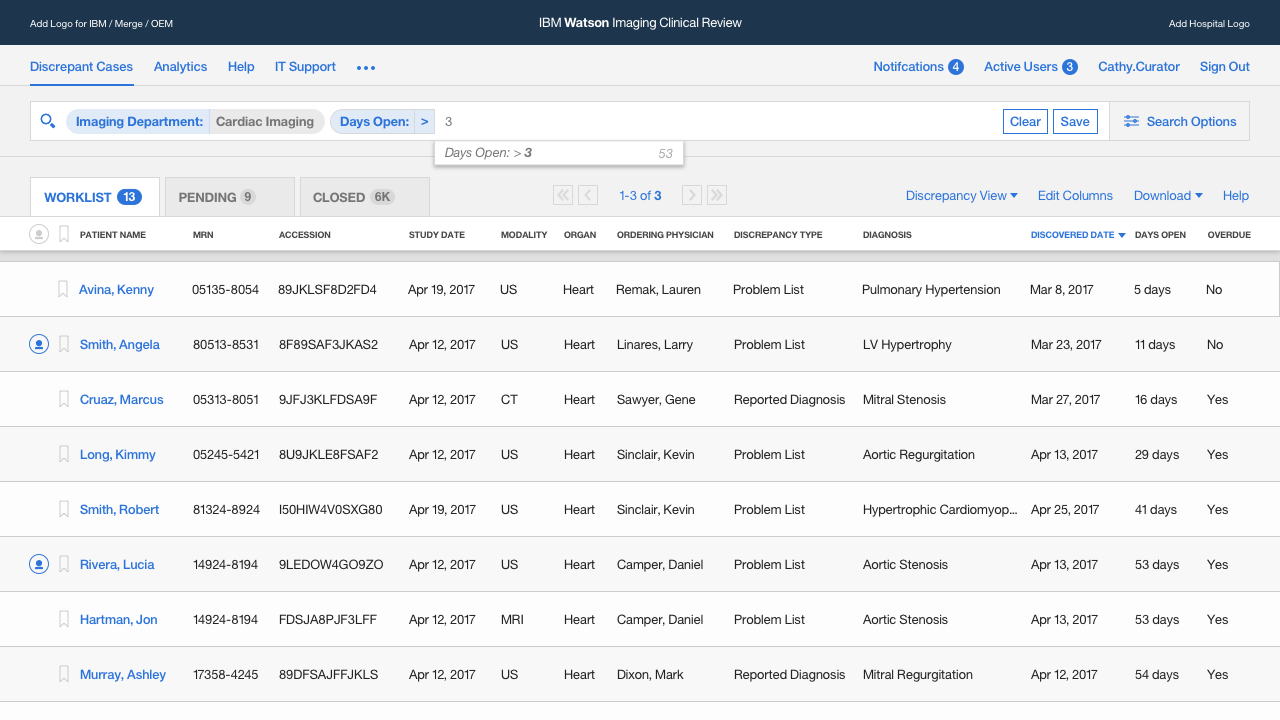 Add Logo for IBM / Merge / OEM IBM Watson Imaging Clinical Review Add Hospital Logo
Discrepant Cases Analytics Help IT Support ••• Notifcations 4 Active Users 3 Cathy.Curator Sign Out
Imaging Department: Cardiac Imaging Days Open: > 3 Clear Save Search Options
Days Open: > 3 53
WORKLIST 13 PENDING 9 CLOSED 6K 1-3 of 3 Discrepancy View Edit Columns Download Help
PATIENT NAME MRN ACCESSION STUDY DATE MODALITY ORGAN ORDERING PHYSICIAN DISCREPANCY TYPE DIAGNOSIS DISCOVERED DATE DAYS OPEN OVERDUE
Avina, Kenny 05135-8054 89JKLSF8D2FD4 Apr 19, 2017 US Heart Remak, Lauren Problem List Pulmonary Hypertension Mar 8, 2017 5 days No
Smith, Angela 80513-8531 8F89SAF3JKAS2 Apr 12, 2017 US Heart Linares, Larry Problem List LV Hypertrophy Mar 23, 2017 11 days No
Cruaz, Marcus 05313-8051 9JFJ3KLFDSA9F Apr 12, 2017 CT Heart Sawyer, Gene Reported Diagnosis Mitral Stenosis Mar 27, 2017 16 days Yes
Long, Kimmy 05245-5421 8U9JKLE8FSAF2 Apr 12, 2017 US Heart Sinclair, Kevin Problem List Aortic Regurgitation Apr 13, 2017 29 days Yes
Smith, Robert 81324-8924 I50HIW4V0SXG80 Apr 19, 2017 US Heart Sinclair, Kevin Problem List Hypertrophic Cardiomyop... Apr 25, 2017 41 days Yes
Rivera, Lucia 14924-8194 9LEDOW4GO9ZO Apr 12, 2017 US Heart Camper, Daniel Problem List Aortic Stenosis Apr 13, 2017 53 days Yes
Hartman, Jon 14924-8194 FDSJA8PJF3LFF Apr 12, 2017 MRI Heart Camper, Daniel Problem List Aortic Stenosis Apr 13, 2017 53 days Yes
Murray, Ashley 17358-4245 89DFSAJFFJKLS Apr 12, 2017 US Heart Dixon, Mark Reported Diagnosis Mitral Regurgitation Apr 12, 2017 54 days Yes